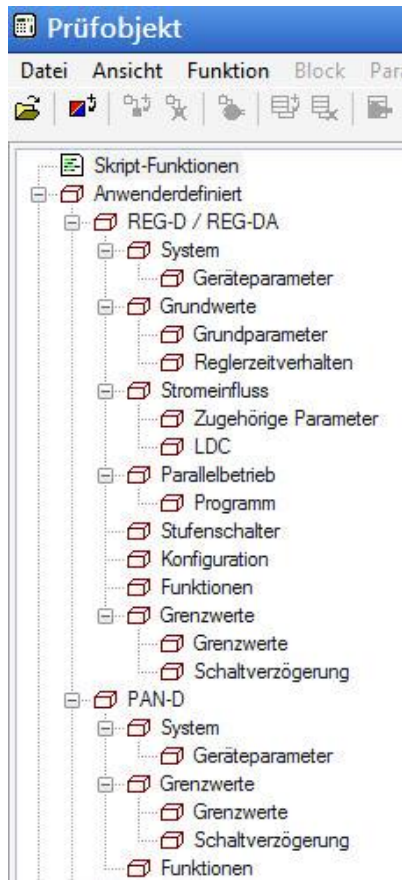 Prüfobjekt
Datei Ansicht Funktion Block
Skript-Funktionen
Anwenderdefiniert
REG-D / REG-DA
System
Geräteparameter
Grundwerte
Grundparameter
Reglerzeitverhalten
Stromeinfluss
Zugehörige Parameter
LDC
Parallelbetrieb
Programm
Stufenschalter
Konfiguration
Funktionen
Grenzwerte
Grenzwerte
Schaltverzögerung
PAN-D
System
Geräteparameter
Grenzwerte
Grenzwerte
Schaltverzögerung
Funktionen